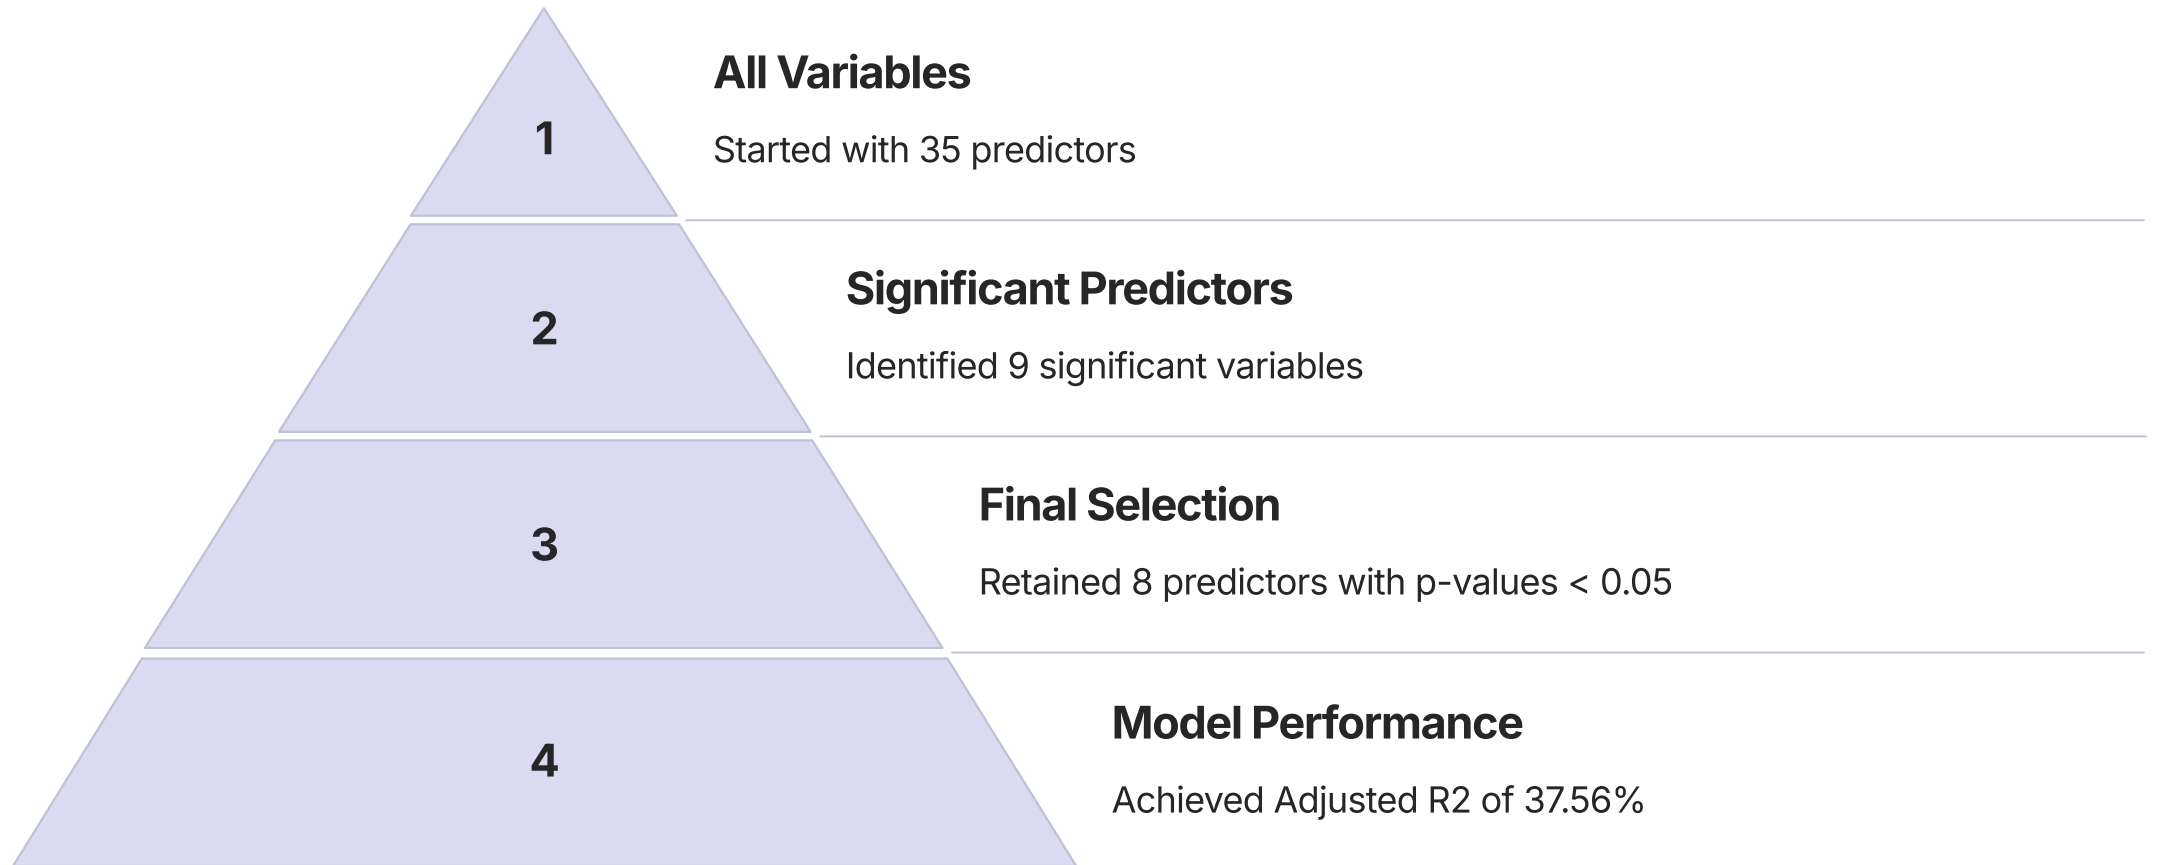 1
All Variables
Started with 35 predictors
2
Significant Predictors
Identified 9 significant variables
3
Final Selection
Retained 8 predictors with p-values < 0.05
4
Model Performance
Achieved Adjusted R2 of 37.56%